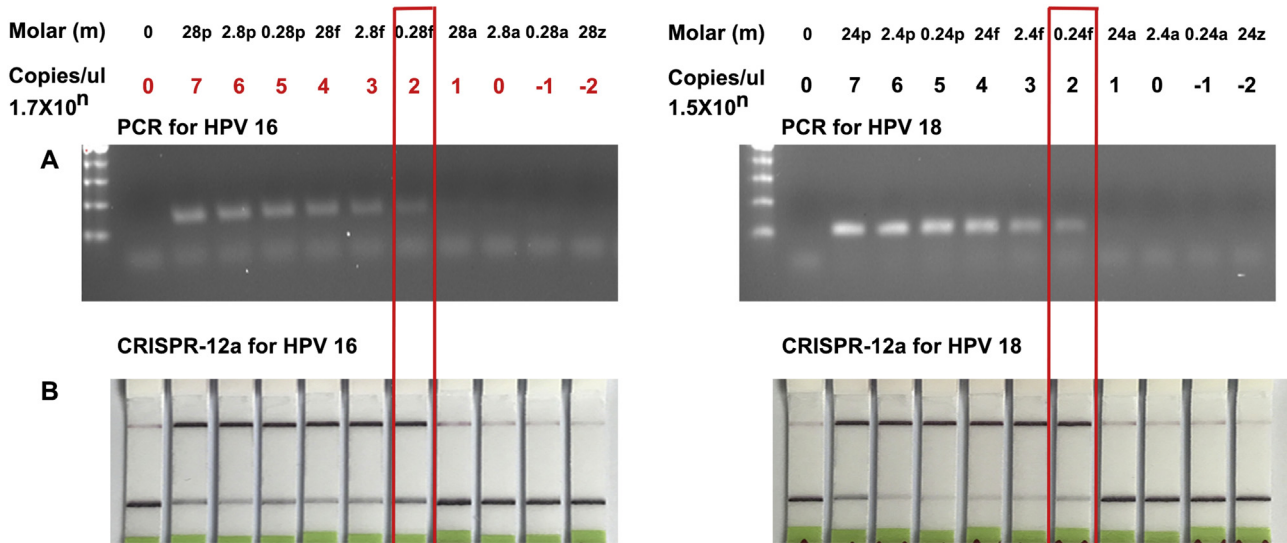 Molar (m) 0 28p 2.8p 0.28p 28f 2.8f 0.28f 28a 2.8a 0.28a 28z
Copies/ul 0 7 6 5 4 3 2 1 0 -1 -2
1.7X10ⁿ
PCR for HPV 16
A
CRISPR-12a for HPV 16
B
Molar (m) 0 24p 2.4p 0.24p 24f 2.4f 0.24f 24a 2.4a 0.24a 24z
Copies/ul 0 7 6 5 4 3 2 1 0 -1 -2
1.5X10ⁿ
PCR for HPV 18
CRISPR-12a for HPV 18